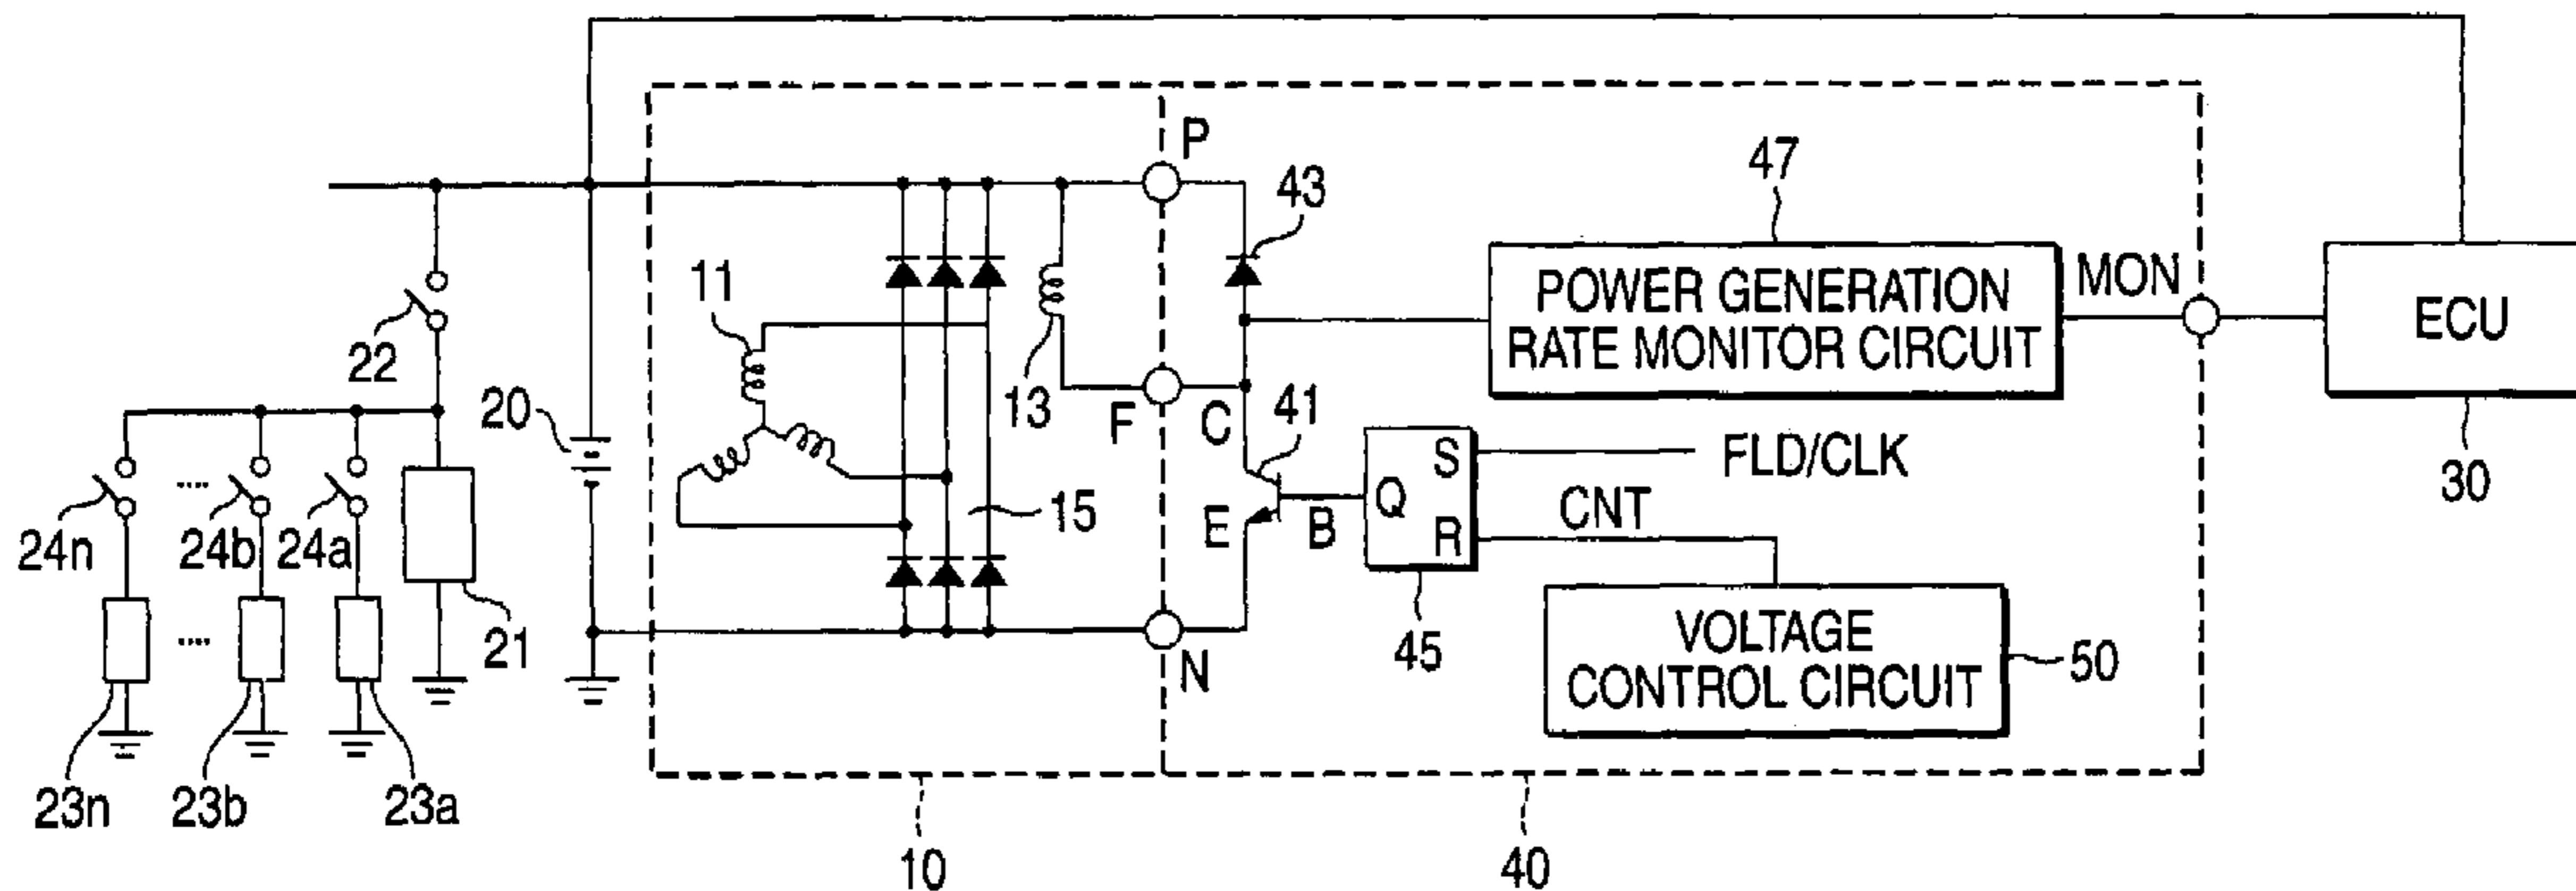 P
47
43
POWER GENERATION
RATE MONITOR CIRCUIT
MON
ECU
11
22
13
20
F
C
41
S
FLD/CLK
30
Q
CNT
24n
....
24b
24a
15
E
B
R
21
45
VOLTAGE
CONTROL CIRCUIT
50
....
N
23n
23b
23a
10
40